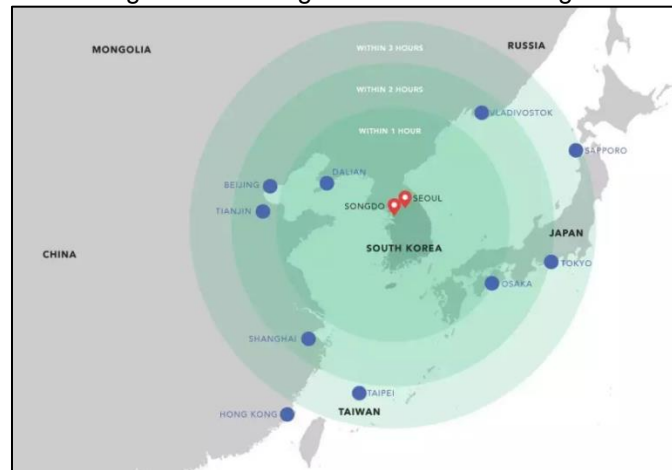 MONGOLIA
RUSSIA
WITHIN 3 HOURS
WITHIN 2 HOURS
VLADIVOSTOK
WITHIN 1 HOUR
SAPPORO
DALIAN
BEIJING
SEOUL
SONGDO
TIANJIN
JAPAN
SOUTH KOREA
CHINA
TOKYO
OSAKA
SHANGHAI
TAIPEI
HONG KONG
TAIWAN